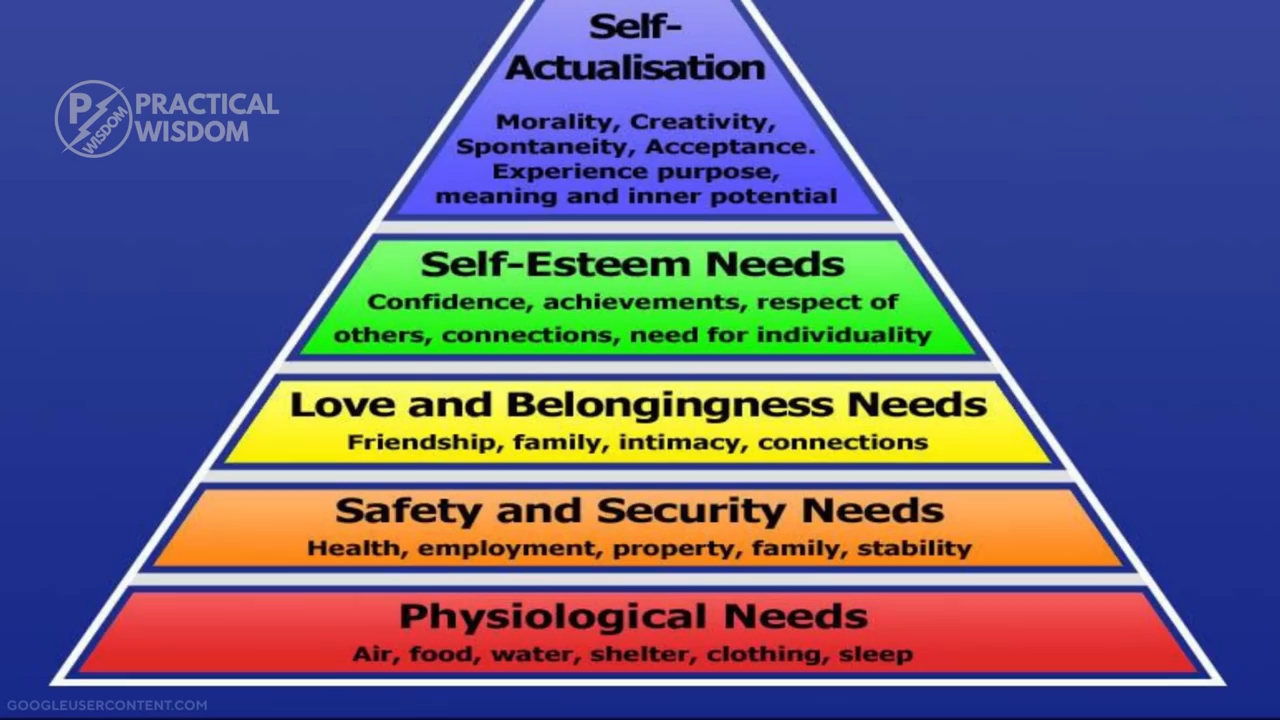 P
WISDOM
PRACTICAL
WISDOM
Self-
Actualisation
Morality, Creativity,
Spontaneity, Acceptance.
Experience purpose,
meaning and inner potential
Self-Esteem Needs
Confidence, achievements, respect of
others, connections, need for individuality
Love and Belongingness Needs
Friendship, family, intimacy, connections
Safety and Security Needs
Health, employment, property, family, stability
Physiological Needs
Air, food, water, shelter, clothing, sleep
GOOGLEUSERCONTENT.COM